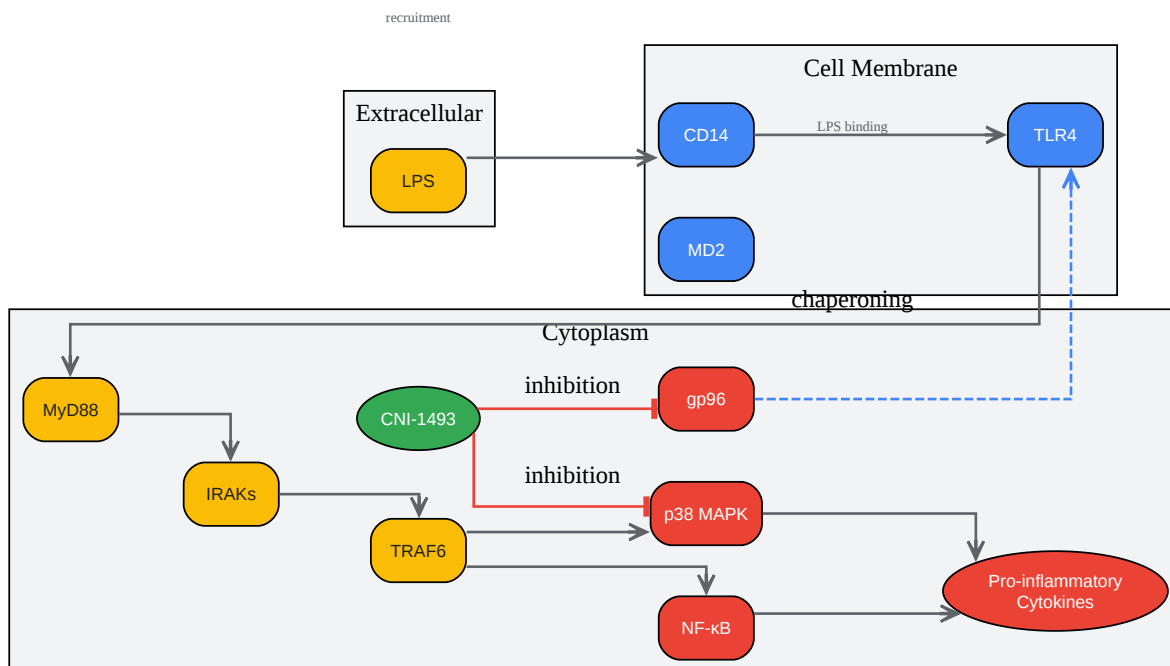 recruitment
Cell Membrane
Extracellular
CD14
LPS binding
TLR4
LPS
MD2
chaperoning
Cytoplasm
inhibition
gp96
MyD88
CNI-1493
inhibition
IRAKs
p38 MAPK
TRAF6
Pro-inflammatory
Cytokines
NF-κB